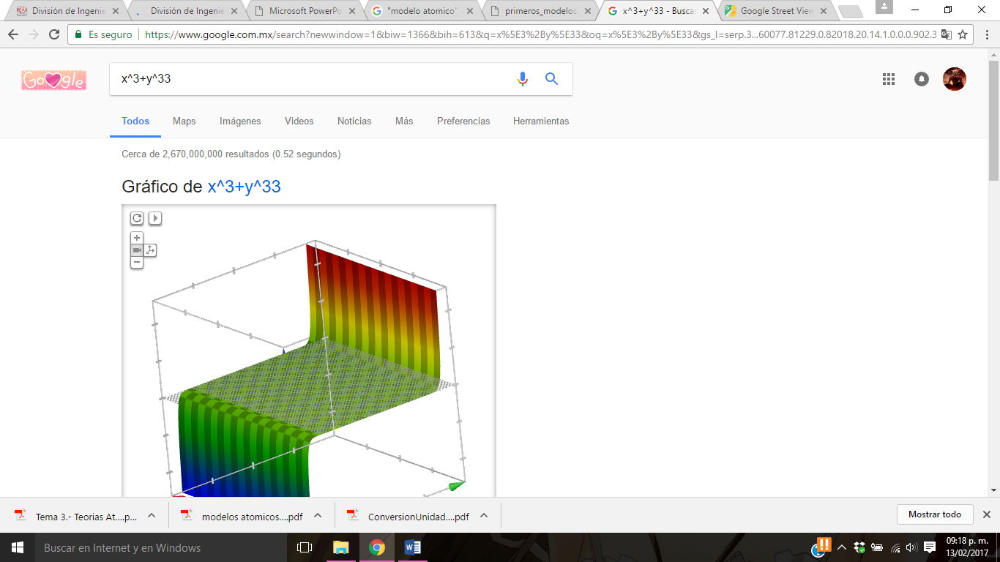 División de Ingenie
División de Ingenie
Microsoft PowerPo
"modelo atomico"
primeros_modelos.
x^3+y^33 - Buscar
Google Street View
Es seguro
https://www.google.com.mx/search?newwindow=1&biw=1366&bih=613&q=x%5E3%2By%5E33&oq=x%5E3%2By%5E33&gs_l=serp.3...60077.81229.0.82018.20.14.1.0.0.0.902.3
Google
x^3+y^33
Todos
Maps
Imágenes
Videos
Noticias
Más
Preferencias
Herramientas
Cerca de 2,670,000,000 resultados (0.52 segundos)
Gráfico de x^3+y^33
Tema 3.- Teorias At....p...
modelos atomicos....pdf
ConversionUnidad....pdf
Mostrar todo
Buscar en Internet y en Windows
09:18 p. m.
13/02/2017